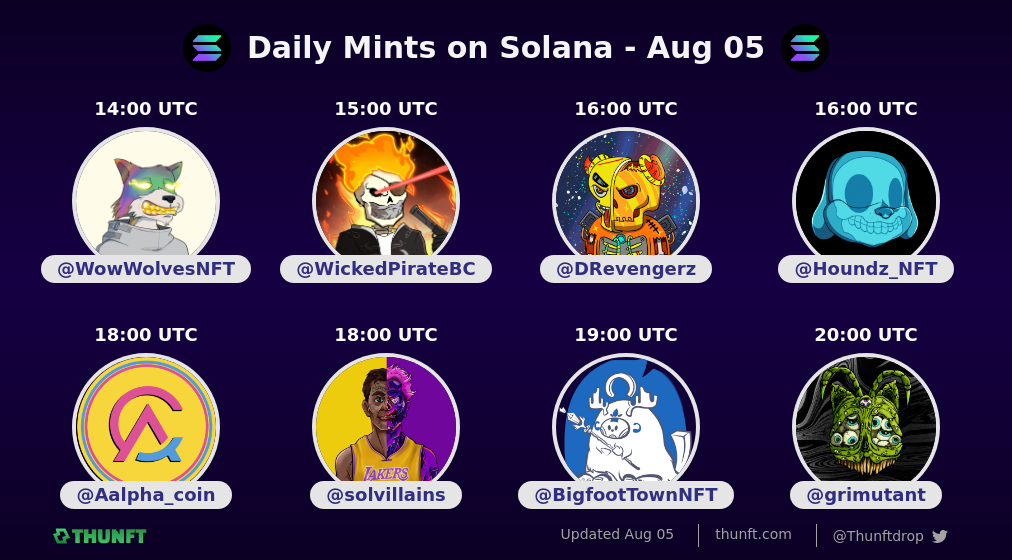 Daily Mints on Solana - Aug 05
14:00 UTC
15:00 UTC
16:00 UTC
16:00 UTC
@WowWolvesNFT
@WickedPirateBC
@DRevengerz
@Houndz_NFT
18:00 UTC
18:00 UTC
19:00 UTC
20:00 UTC
LAKERS
@Aalpha_coin
@solvillains
@BigfootTownNFT
@grimutant
THUNFT
Updated Aug 05
thunft.com
@Thunftdrop